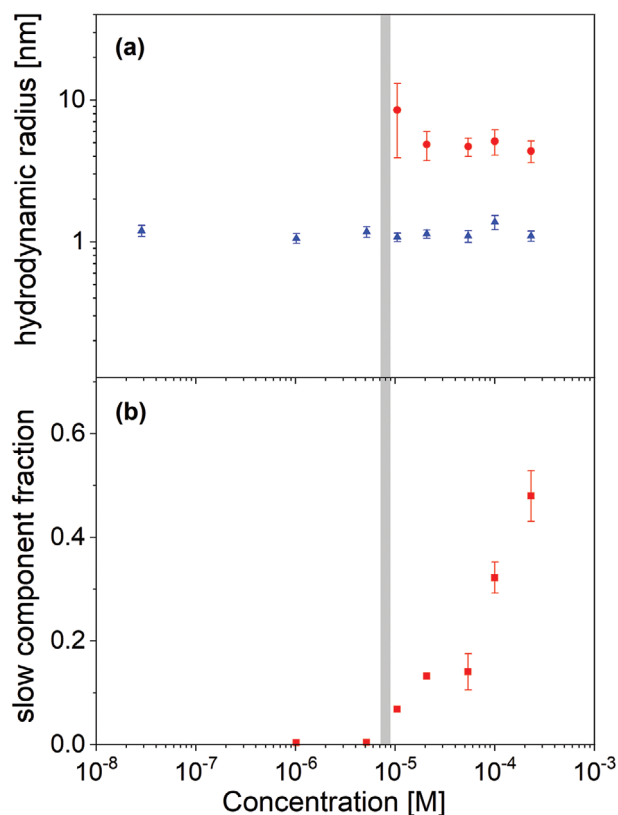 (a)
hydrodynamic radius [nm]
10
1
(b)
slow component fraction
0.6
0.4
0.2
0.0
10⁻⁸ 10⁻⁷ 10⁻⁶ 10⁻⁵ 10⁻⁴ 10⁻³
Concentration [M]